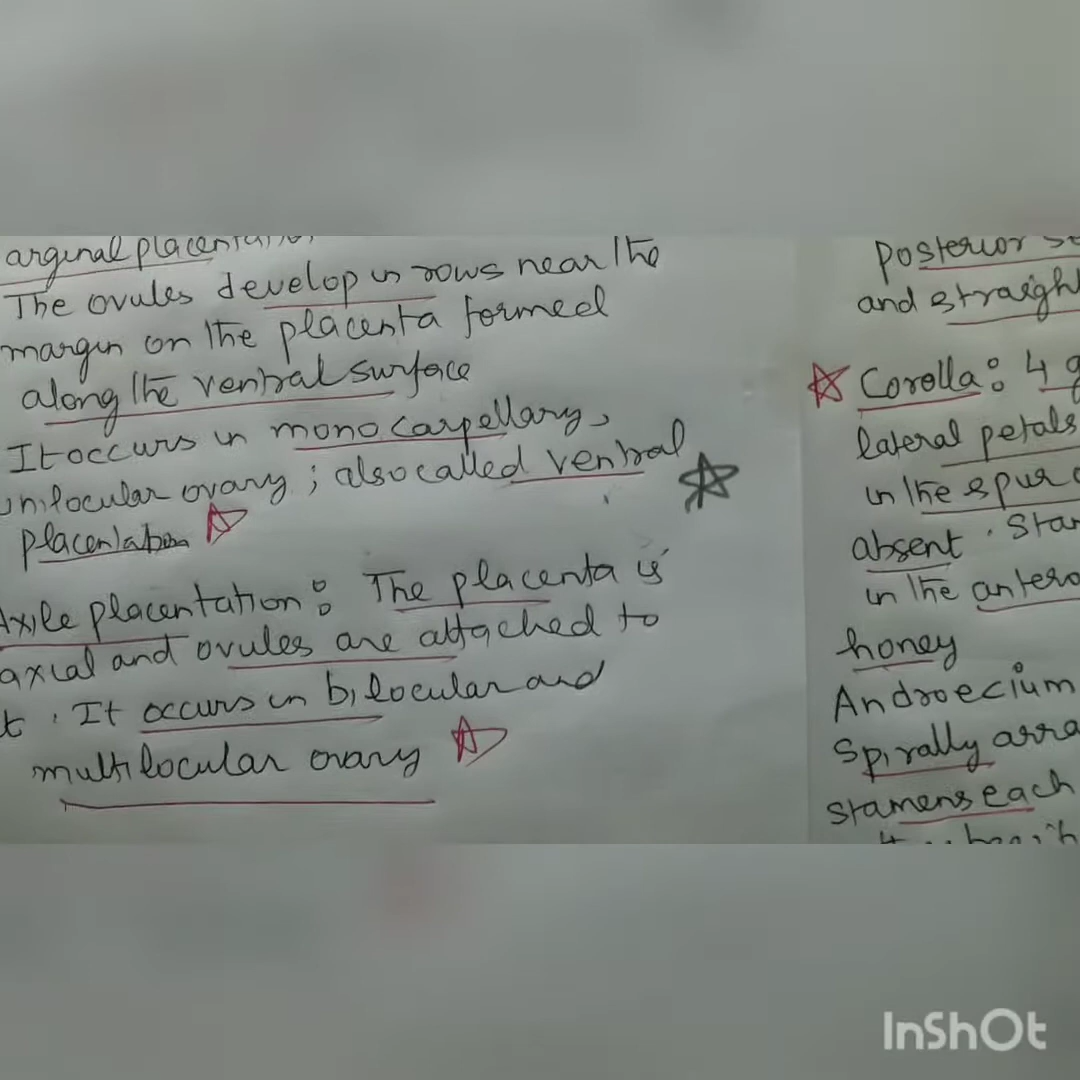 arginal placentation
The ovules develop in rows near the
margin on the placenta formed
along the ventral surface
It occurs in monocarpellary,
unilocular ovary; also called ventral
placentation
Axile placentation: The placenta is
axial and ovules are attached to
it. It occurs in bilocular and
multilocular ovary
posterior
and straight
Corolla: 4
lateral petals
in the spur
absent.
in the
honey
Androecium
spirally
stamens each
InShOt